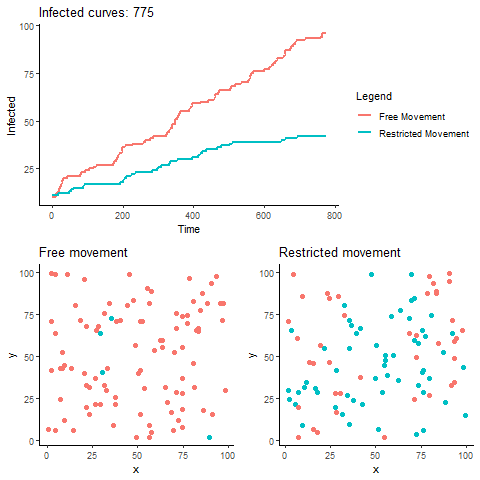 Infected curves: 775
100
75
50
25
0
200
400
600
800
Infected
Time
Legend
Free Movement
Restricted Movement
Free movement
100
75
50
25
0
0
25
50
75
100
y
x
Restricted movement
100
75
50
25
0
0
25
50
75
100
y
x